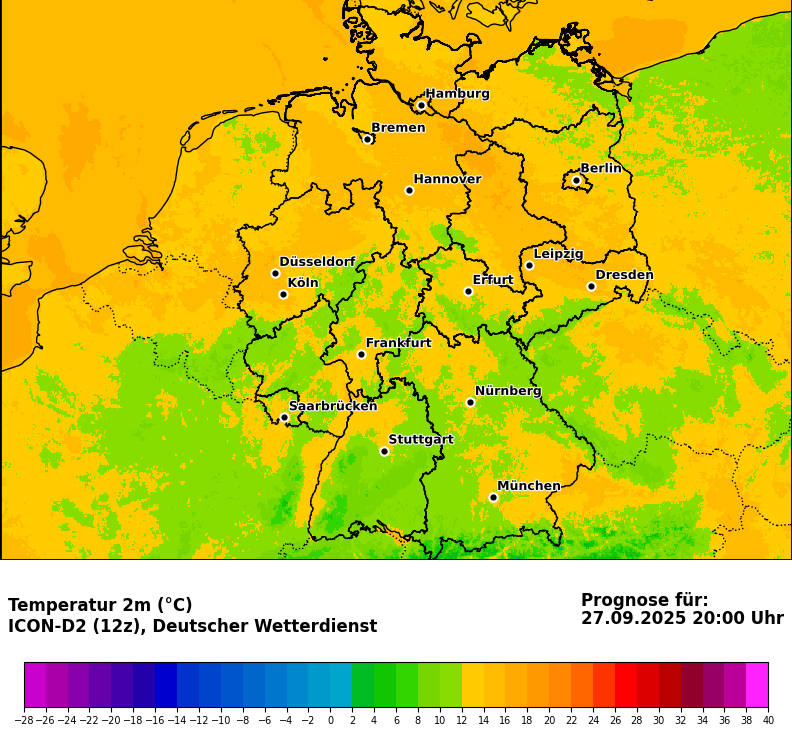 Hamburg
Bremen
Berlin
Hannover
Leipzig
Düsseldorf
Dresden
Köln
Erfurt
Frankfurt
Nürnberg
Saarbrücken
Stuttgart
München
Temperatur 2m (°C)
ICON-D2 (12z), Deutscher Wetterdienst
Prognose für:
27.09.2025 20:00 Uhr
−28 −26 −24 −22 −20 −18 −16 −14 −12 −10 −8 −6 −4 −2 0 2 4 6 8 10 12 14 16 18 20 22 24 26 28 30 32 34 36 38 40